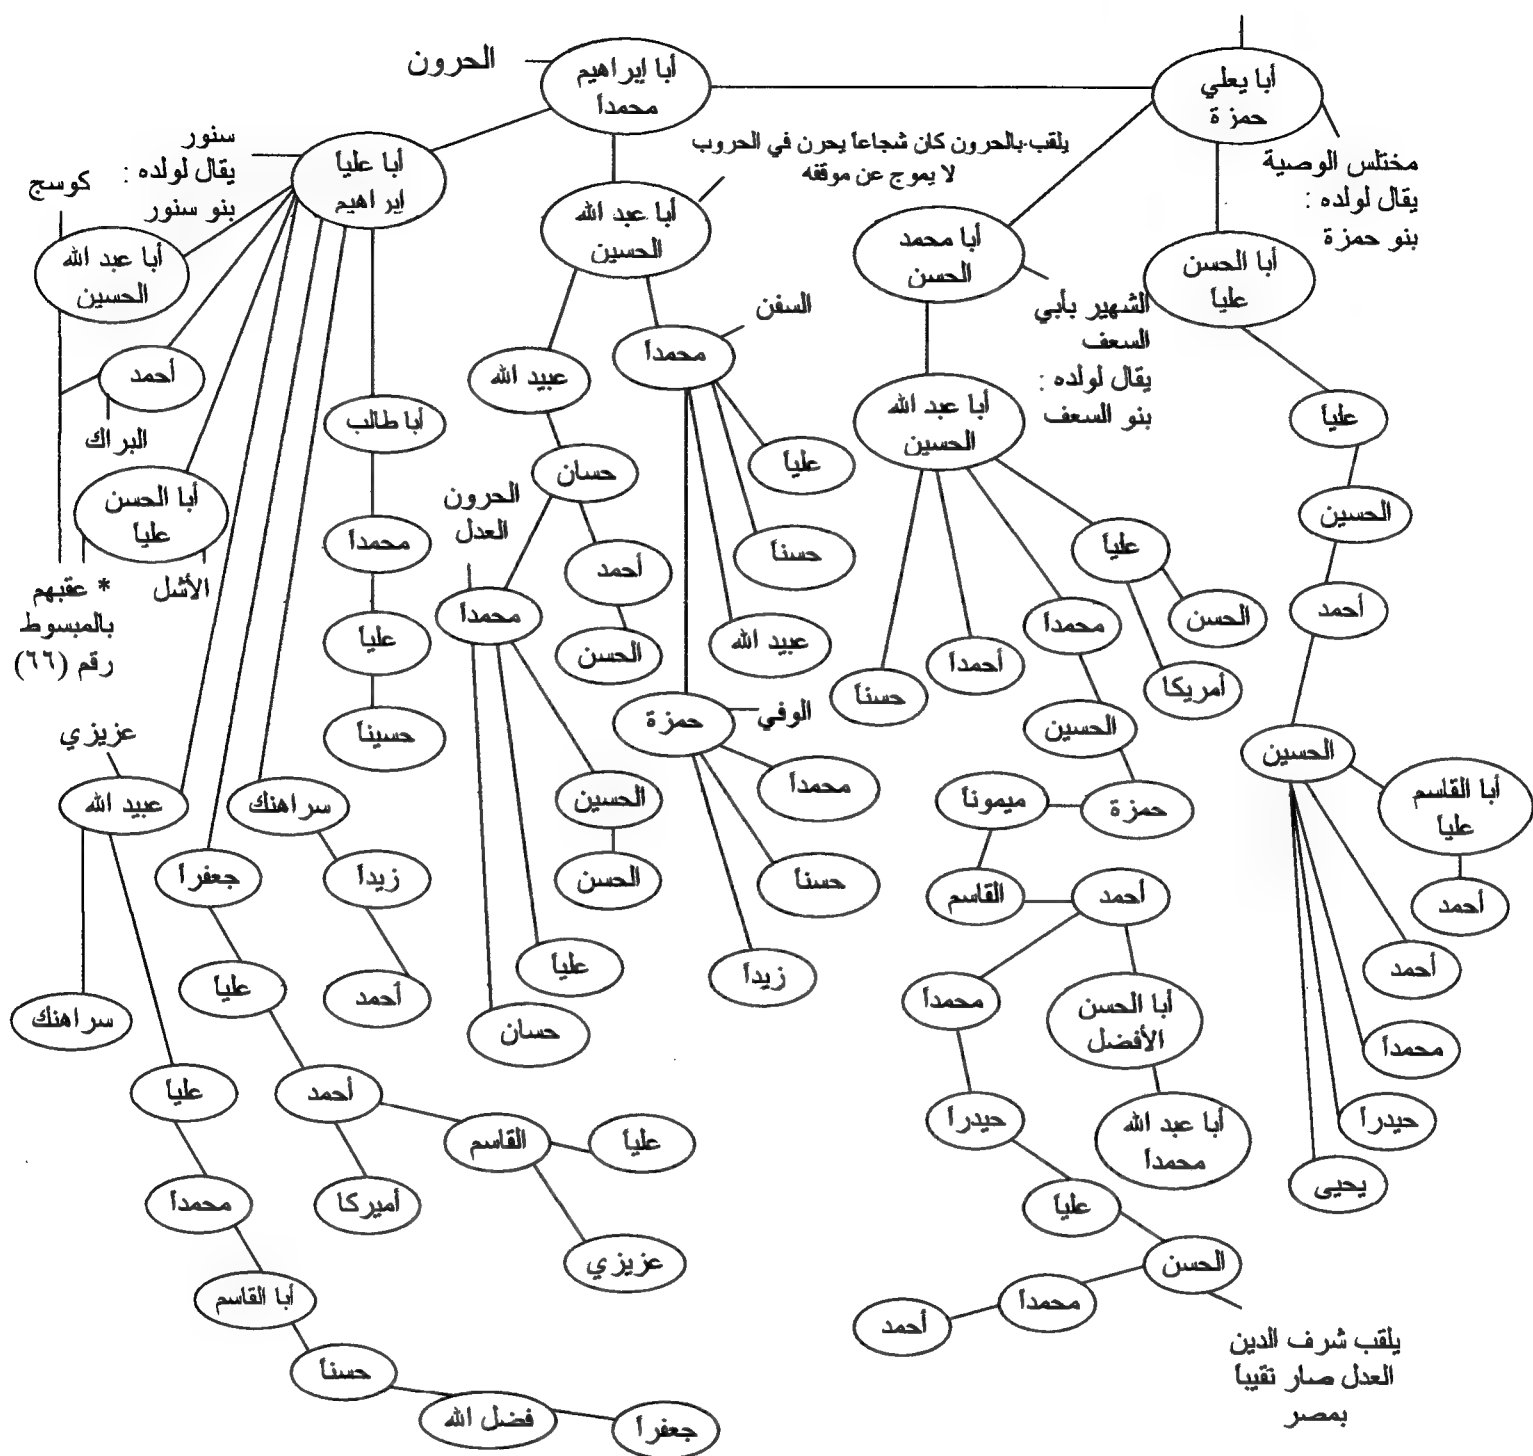 أبا يعلي
حمزة
مختلس الوصية
يقال لولده :
بنو حمزة
أبا الحسن
علياً
علياً
الحسين
أحمد
الحسين
أبا القاسم
علياً
أحمد
أحمد
محمداً
حيدراً
يحيى
أبا محمد
الحسن
الشهير بأبي
السعف
يقال لولده :
بنو السعف
أبا عبد الله
الحسين
علياً
الحسن
أمريكا
محمداً
أحمداً
حسناً
الحسين
حمزة
ميموناً
القاسم
أحمد
أبا الحسن
الأفضل
أبا عبد الله
محمداً
محمداً
حيدراً
علياً
الحسن
يلقب شرف الدين
العدل صار نقيباً
بمصر
محمداً
أحمد
أبا إبراهيم
محمداً
الحرون
أبا عبد الله
الحسين
يلقب بالحرون كان شجاعاً يحرن في الحروب
لا يموج عن موقفه
محمداً
السفن
علياً
حسناً
عبيد الله
حمزة
الوفي
محمداً
حسناً
زيداً
عبيد الله
حسان
أحمد
الحسن
الحرون
العدل
محمداً
الحسين
الحسن
علياً
حسان
أبا علياً
إبراهيم
سنور
يقال لولده :
بنو سنور
كوسج
أبا عبد الله
الحسين
أحمد
البراك
أبا الحسن
علياً
الأشل
* عقبهم
بالمبسوط
رقم (٦٦)
أبا طالب
محمداً
علياً
حسيناً
سراهنك
زيداً
أحمد
جعفراً
علياً
أحمد
القاسم
علياً
عزيزي
أميركا
عزيزي
عبيد الله
سراهنك
علياً
محمداً
أبا القاسم
حسناً
فضل الله
جعفراً